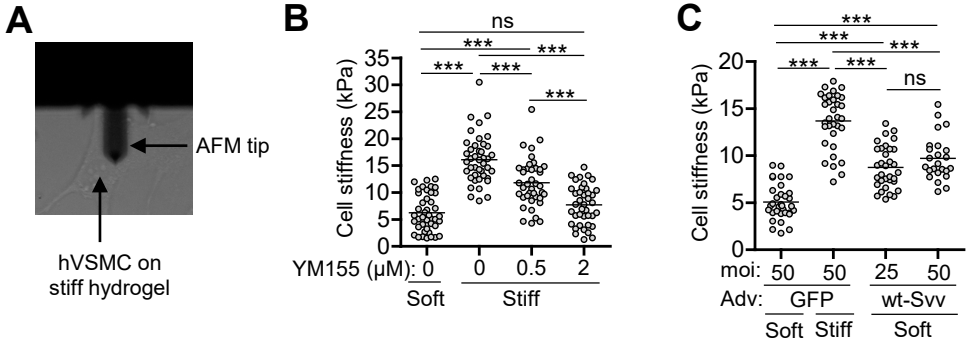 A
AFM tip
hVSMC on
stiff hydrogel
B
ns
*** ***
*** ***
***
Cell stiffness (kPa)
35
30
25
20
15
10
5
0
YM155 (µM): 0 0 0.5 2
Soft Stiff
C
***
***
***
*** ***
ns
Cell stiffness (kPa)
20
15
10
5
0
moi: 50 50 25 50
Adv: GFP wt-Svv
Soft Stiff Soft